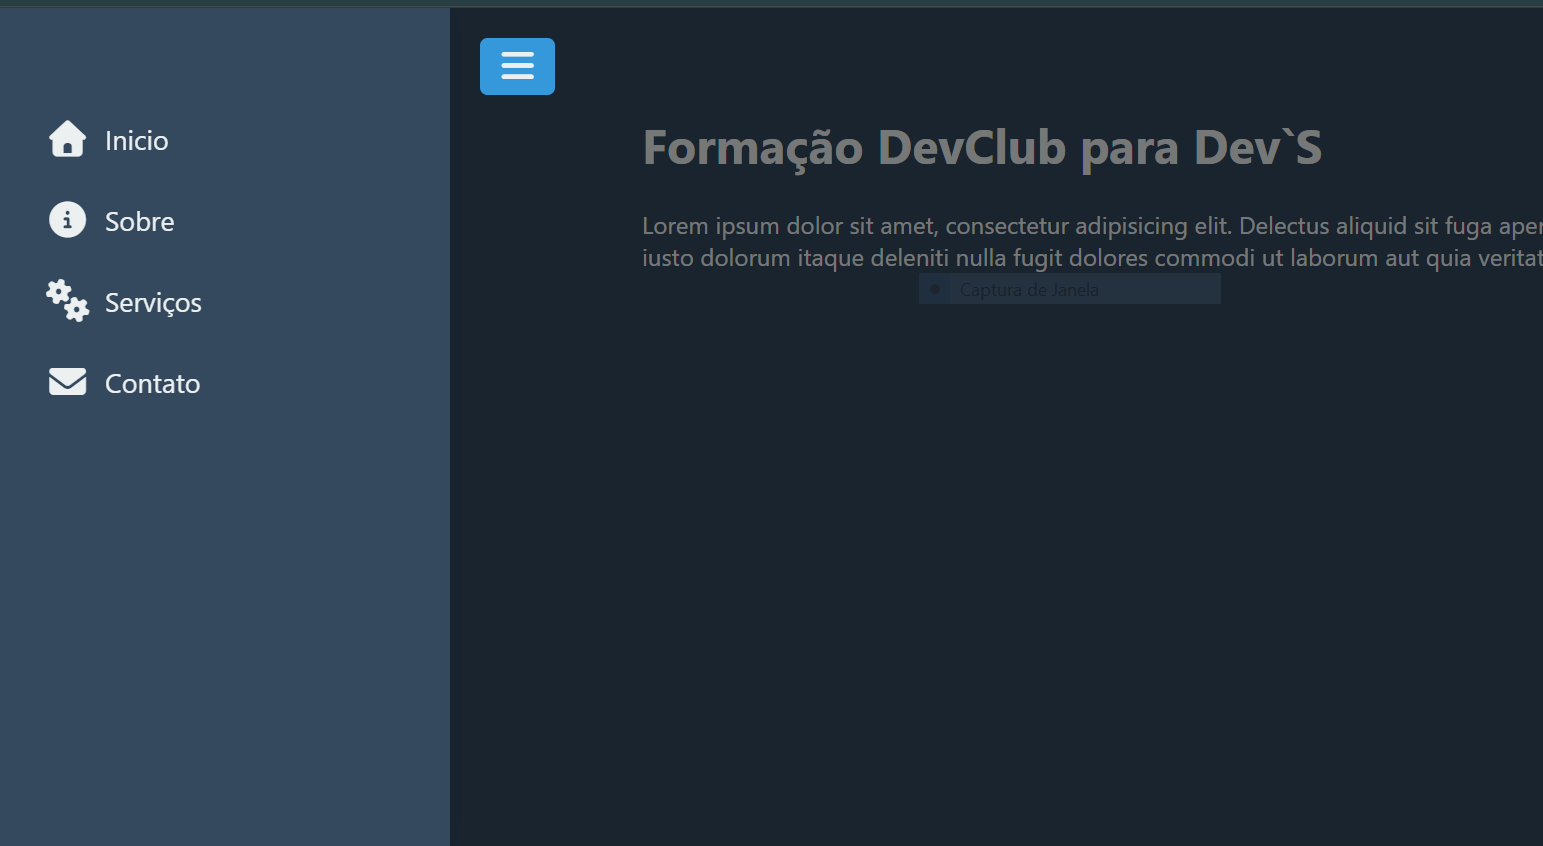 Inicio
Sobre
Serviços
Contato
Formação DevClub para Dev`S
Lorem ipsum dolor sit amet, consectetur adipisicing elit. Delectus aliquid sit fuga aper
iusto dolorum itaque deleniti nulla fugit dolores commodi ut laborum aut quia veritat
Captura de Janela